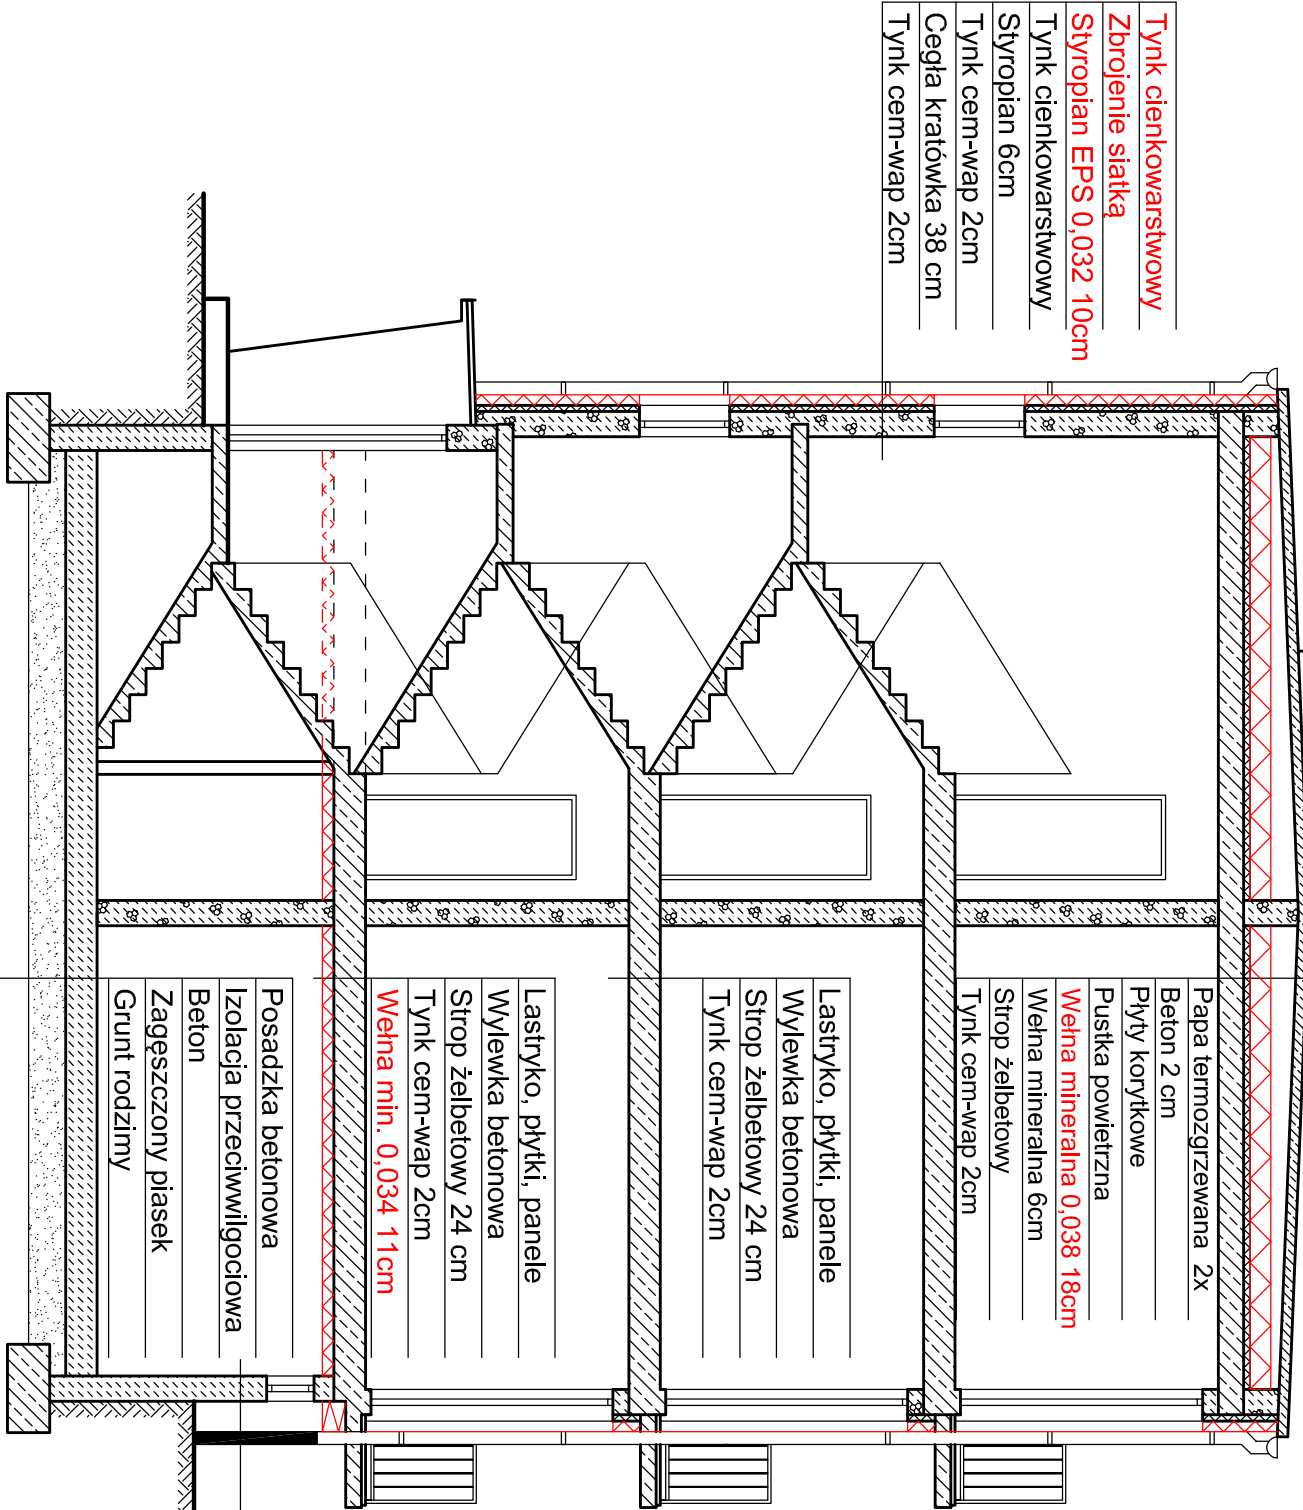 Tynk cienkowarstwowy
Zbrojenie siatką
Styropian EPS 0,032 10cm
Tynk cienkowarstwowy
Styropian 6cm
Tynk cem-wap 2cm
Cegła kratówka 38 cm
Tynk cem-wap 2cm
Papa termozgrzewana 2x
Beton 2 cm
Płyty korytkowe
Pustka powietrzna
Wełna mineralna 0,038 18cm
Wełna mineralna 6cm
Strop żelbetowy
Tynk cem-wap 2cm
Lastryko, płytki, panele
Wylewka betonowa
Strop żelbetowy 24 cm
Tynk cem-wap 2cm
Lastryko, płytki, panele
Wylewka betonowa
Strop żelbetowy 24 cm
Tynk cem-wap 2cm
Wełna min. 0,034 11cm
Posadzka betonowa
Izolacja przeciwwilgociowa
Beton
Zagęszczony piasek
Grunt rodzimy